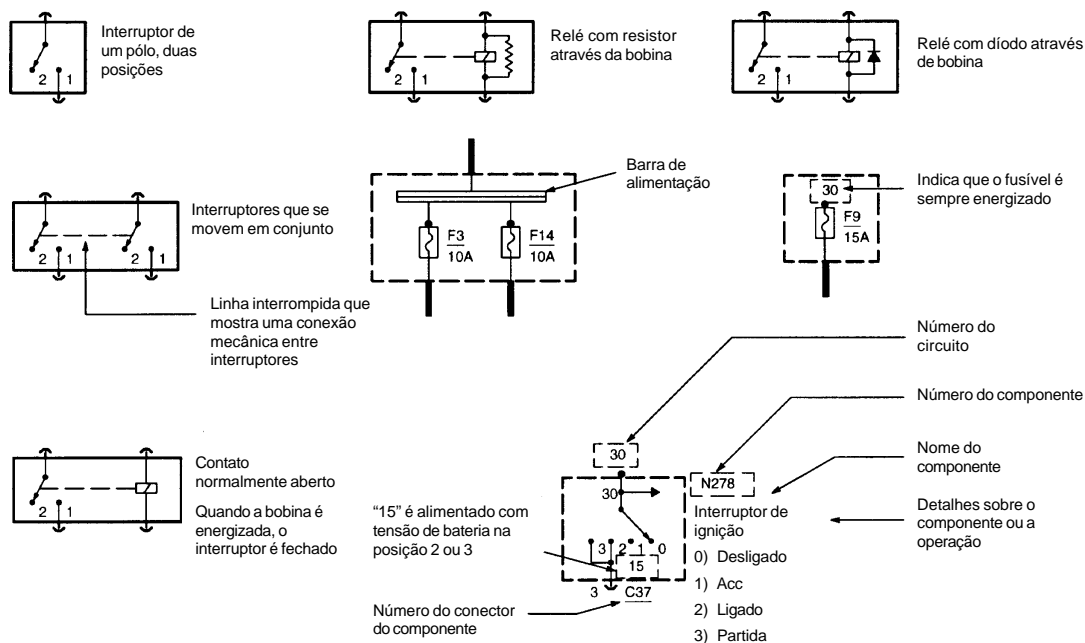 Interruptor de
um pólo, duas
posições
2
1
Relé com resistor
através da bobina
2
1
Relé com díodo através
de bobina
2
1
Barra de
alimentação
F3
10A
F14
10A
30
F9
15A
Indica que o fusível é
sempre energizado
Interruptores que se
movem em conjunto
2
1
2
1
Linha interrompida que
mostra uma conexão
mecânica entre
interruptores
Número do
circuito
Número do componente
Nome do
componente
Detalhes sobre o
componente ou a
operação
Contato
normalmente aberto
Quando a bobina é
energizada, o
interruptor é fechado
2
1
"15" é alimentado com
tensão de bateria na
posição 2 ou 3
Número do conector
do componente
30
30
N278
3 2 1 0
15
3 C37
Interruptor de
ignição
0) Desligado
1) Acc
2) Ligado
3) Partida